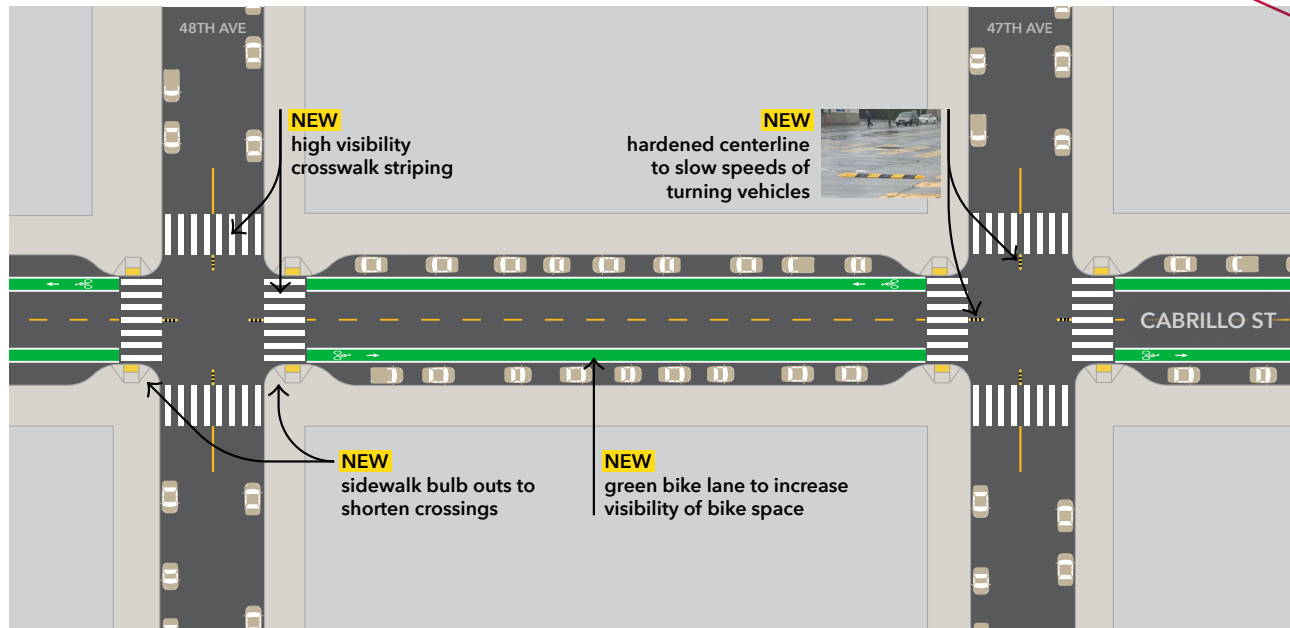 48TH AVE
47TH AVE
NEW
high visibility
crosswalk striping
NEW
hardened centerline
to slow speeds of
turning vehicles
CABRILLO ST
NEW
sidewalk bulb outs to
shorten crossings
NEW
green bike lane to increase
visibility of bike space